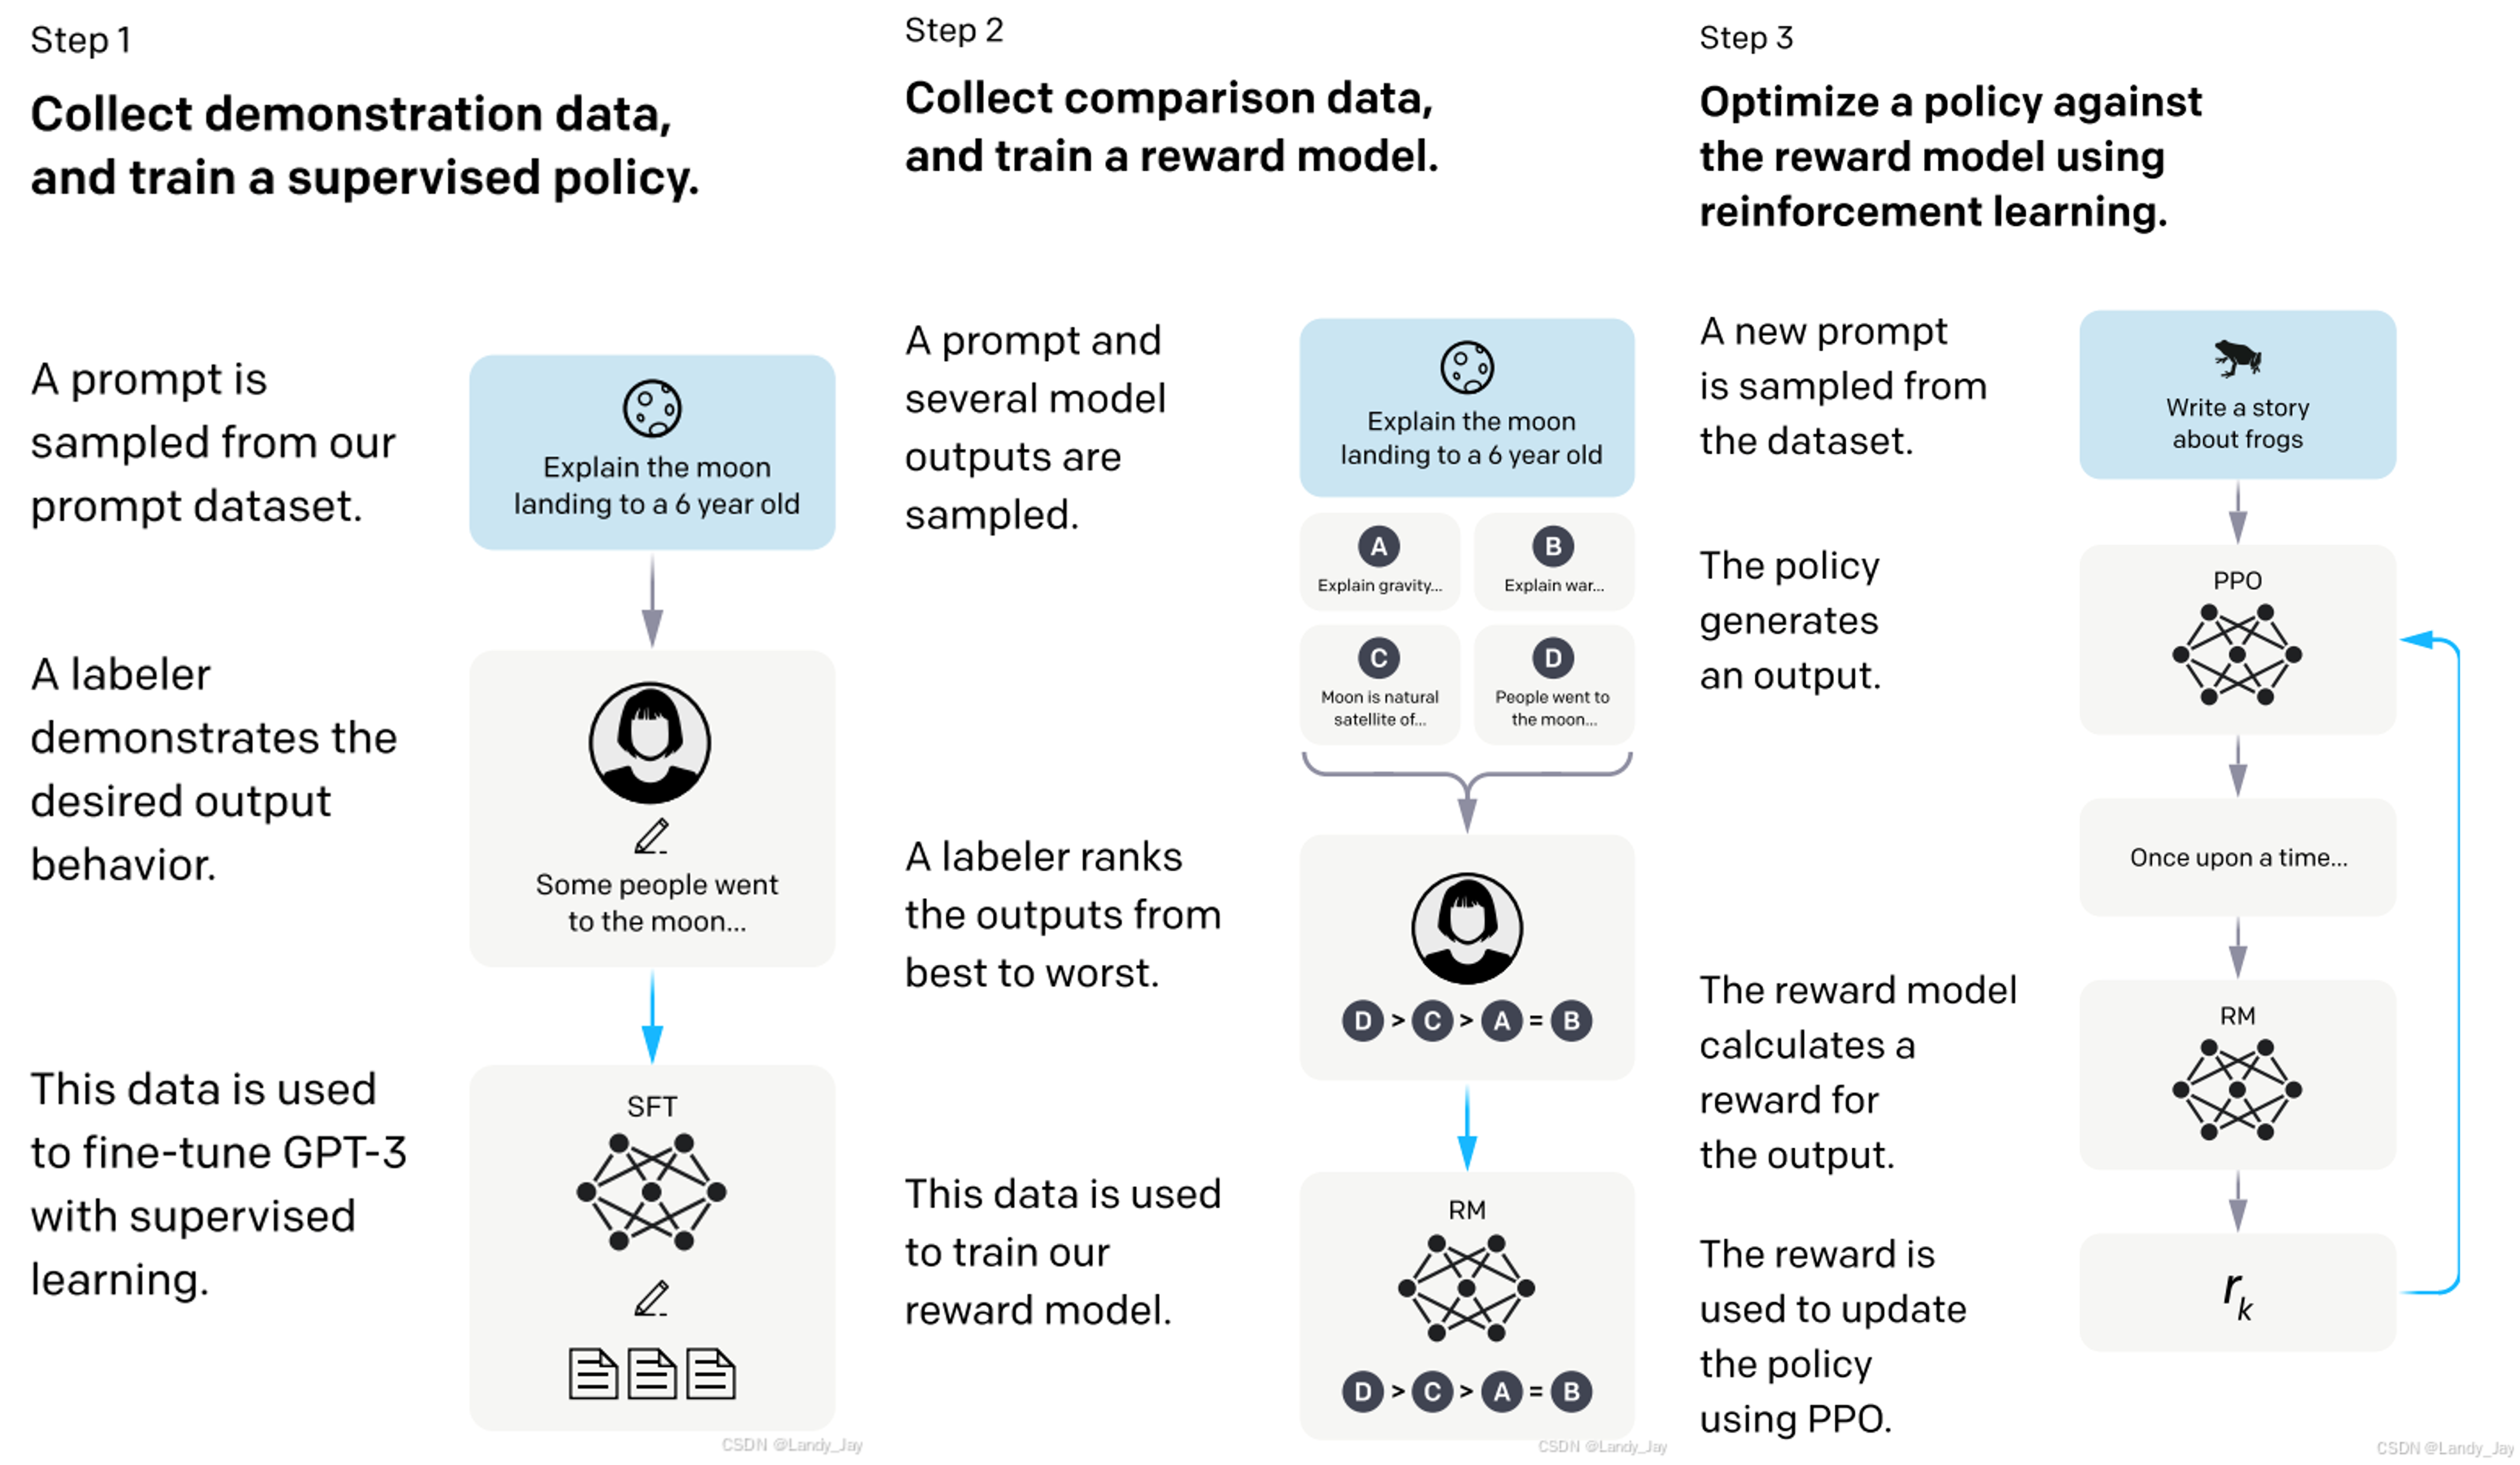 Step 1
Collect demonstration data,
and train a supervised policy.
A prompt is
sampled from our
prompt dataset.
Explain the moon
landing to a 6 year old
A labeler
demonstrates the
desired output
behavior.
Some people went
to the moon...
This data is used
to fine-tune GPT-3
with supervised
learning.
SFT
CSDN @Landy_Jay
Step 2
Collect comparison data,
and train a reward model.
A prompt and
several model
outputs are
sampled.
Explain the moon
landing to a 6 year old
A
Explain gravity...
B
Explain war...
C
Moon is natural
satellite of...
D
People went to
the moon...
A labeler ranks
the outputs from
best to worst.
D > C > A = B
This data is used
to train our
reward model.
RM
D > C > A = B
CSDN @Landy_Jay
Step 3
Optimize a policy against
the reward model using
reinforcement learning.
A new prompt
is sampled from
the dataset.
Write a story
about frogs
The policy
generates
an output.
PPO
Once upon a time...
The reward model
calculates a
reward for
the output.
RM
The reward is
used to update
the policy
using PPO.
r_k
CSDN @Landy_Jay